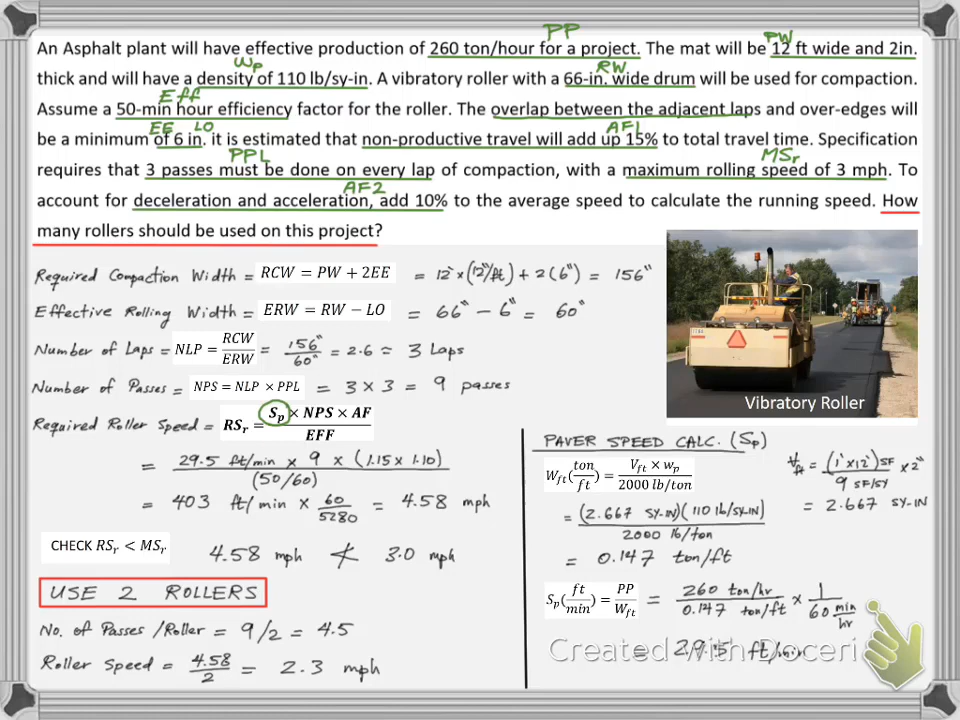 PP
PW
An Asphalt plant will have effective production of 260 ton/hour for a project. The mat will be 12 ft wide and 2in.
Wp
RW
thick and will have a density of 110 lb/sy-in. A vibratory roller with a 66-in. wide drum will be used for compaction.
Eff
Assume a 50-min hour efficiency factor for the roller. The overlap between the adjacent laps and over-edges will
EE LO
AF1
be a minimum of 6 in. it is estimated that non-productive travel will add up 15% to total travel time. Specification
PPL
MSr
requires that 3 passes must be done on every lap of compaction, with a maximum rolling speed of 3 mph. To
AF2
account for deceleration and acceleration, add 10% to the average speed to calculate the running speed. How
many rollers should be used on this project?
Required Compaction Width = RCW = PW + 2EE = 12' × (12"/ft) + 2(6") = 156"
Effective Rolling Width = ERW = RW − LO = 66" − 6" = 60"
Number of Laps = NLP = RCW/ERW = 156"/60" = 2.6 ≈ 3 Laps
Number of Passes = NPS = NLP × PPL = 3 × 3 = 9 passes
Required Roller Speed = RSr = Sp × NPS × AF / EFF
= 29.5 ft/min × 9 × (1.15 × 1.10) / (50/60)
= 403 ft/min × 60/5280 = 4.58 mph
CHECK RSr < MSr 4.58 mph ≮ 3.0 mph
USE 2 ROLLERS
No. of Passes/Roller = 9/2 = 4.5
Roller Speed = 4.58/2 = 2.3 mph
Vibratory Roller
PAVER SPEED CALC. (Sp)
Wft(ton/ft) = Vft × wp / 2000 lb/ton
Vft = (1' × 12') SF / 9 SF/SY × 2"
= 2.667 SY-IN
= (2.667 SY-IN)(110 lb/SY-IN) / 2000 lb/ton
= 0.147 ton/ft
Sp(ft/min) = PP/Wft = 260 ton/hr / 0.147 ton/ft × 1 / 60 min/hr
= 29.5 ft/min
Created with Doceri